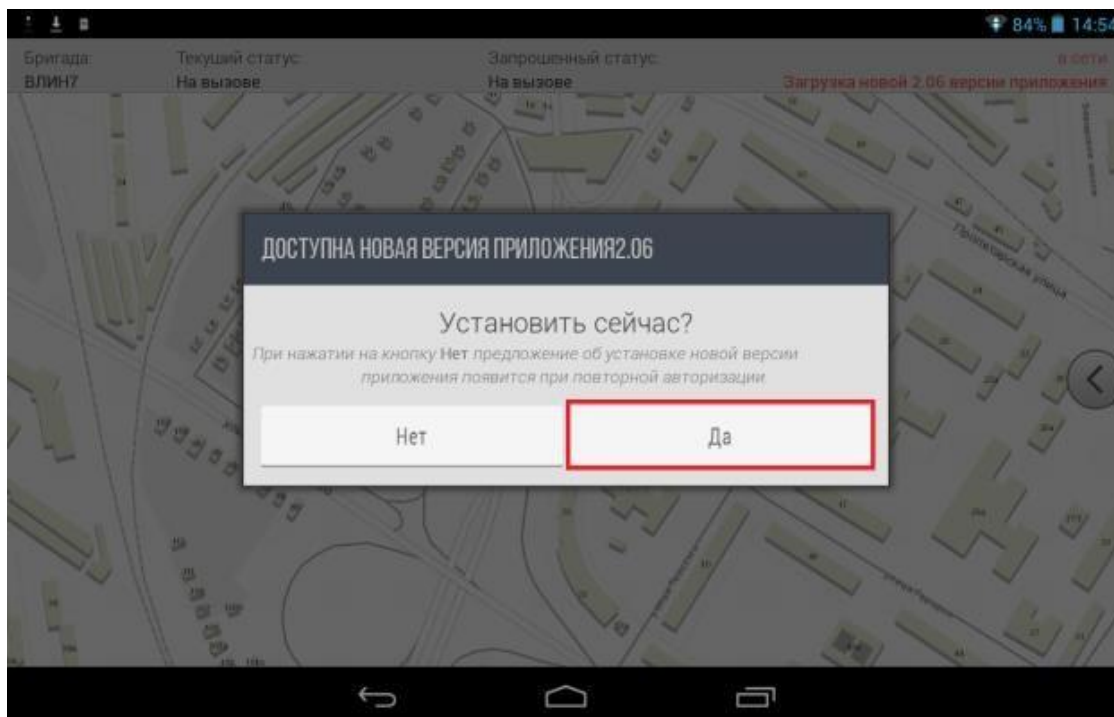 84% 14:54
Бригада: Текущий статус: Запрошенный статус: в сети
ВЛИН7 На вызове На вызове Загрузка новой 2.06 версии приложения
ДОСТУПНА НОВАЯ ВЕРСИЯ ПРИЛОЖЕНИЯ2.06
Установить сейчас?
При нажатии на кнопку Нет предложение об установке новой версии
приложения появится при повторной авторизации
Нет Да
Пролетарская улица